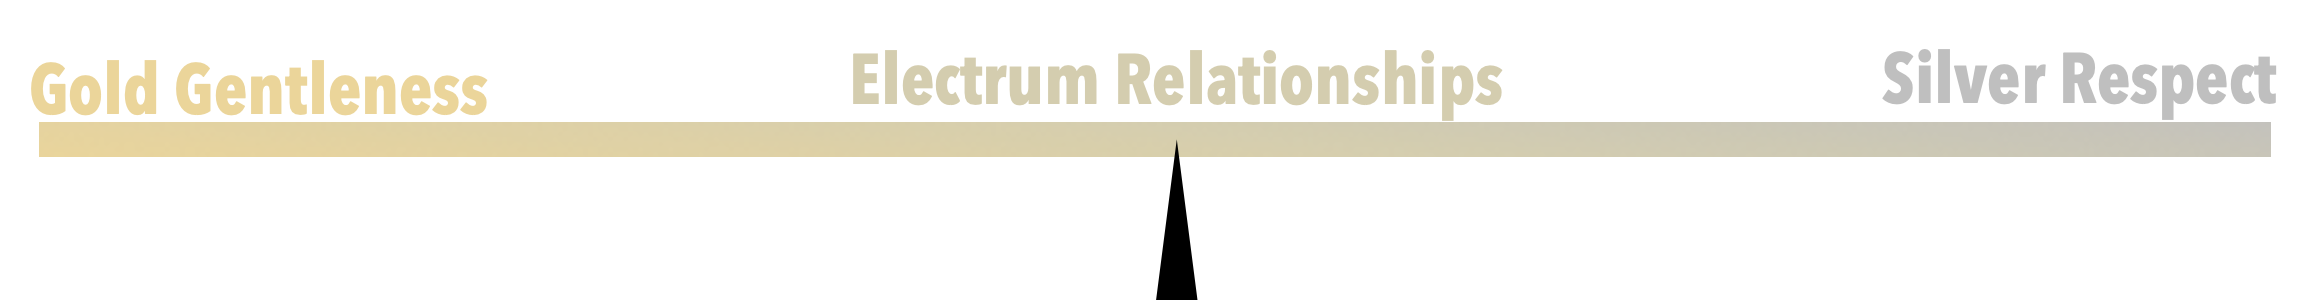 Gold Gentleness
Electrum Relationships
Silver Respect